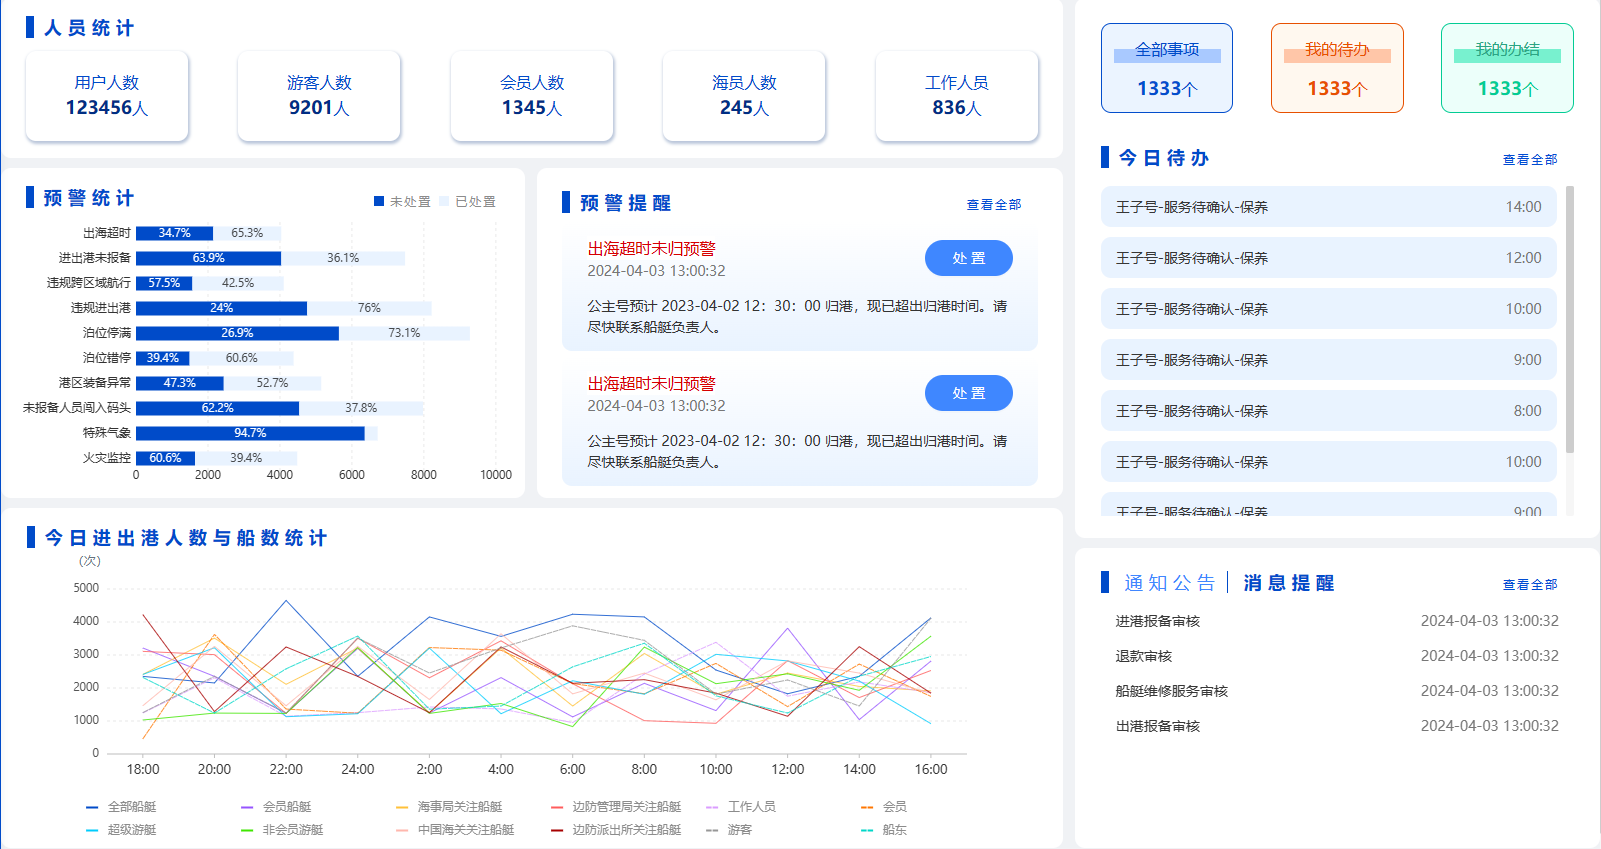 人员统计
用户人数
123456人
游客人数
9201人
会员人数
1345人
海员人数
245人
工作人员
836人
全部事项
1333个
我的待办
1333个
我的办结
1333个
预警统计
未处置 已处置
出海超时 34.7% 65.3%
进出港未报备 63.9% 36.1%
违规跨区域航行 57.5% 42.5%
违规进出港 24% 76%
泊位停满 26.9% 73.1%
泊位错停 39.4% 60.6%
港区装备异常 47.3% 52.7%
未报备人员闯入码头 62.2% 37.8%
特殊气象 94.7%
火灾监控 60.6% 39.4%
0 2000 4000 6000 8000 10000
预警提醒 查看全部
出海超时未归预警
2024-04-03 13:00:32
处置
公主号预计 2023-04-02 12：30：00 归港，现已超出归港时间。请
尽快联系船艇负责人。
出海超时未归预警
2024-04-03 13:00:32
处置
公主号预计 2023-04-02 12：30：00 归港，现已超出归港时间。请
尽快联系船艇负责人。
今日待办 查看全部
王子号-服务待确认-保养 14:00
王子号-服务待确认-保养 12:00
王子号-服务待确认-保养 10:00
王子号-服务待确认-保养 9:00
王子号-服务待确认-保养 8:00
王子号-服务待确认-保养 10:00
王子号-服务待确认-保养 9:00
今日进出港人数与船数统计
(次)
5000
4000
3000
2000
1000
0
18:00 20:00 22:00 24:00 2:00 4:00 6:00 8:00 10:00 12:00 14:00 16:00
全部船艇 会员船艇 海事局关注船艇 边防管理局关注船艇 工作人员 会员
超级游艇 非会员游艇 中国海关关注船艇 边防派出所关注船艇 游客 船东
通知公告 消息提醒 查看全部
进港报备审核 2024-04-03 13:00:32
退款审核 2024-04-03 13:00:32
船艇维修服务审核 2024-04-03 13:00:32
出港报备审核 2024-04-03 13:00:32